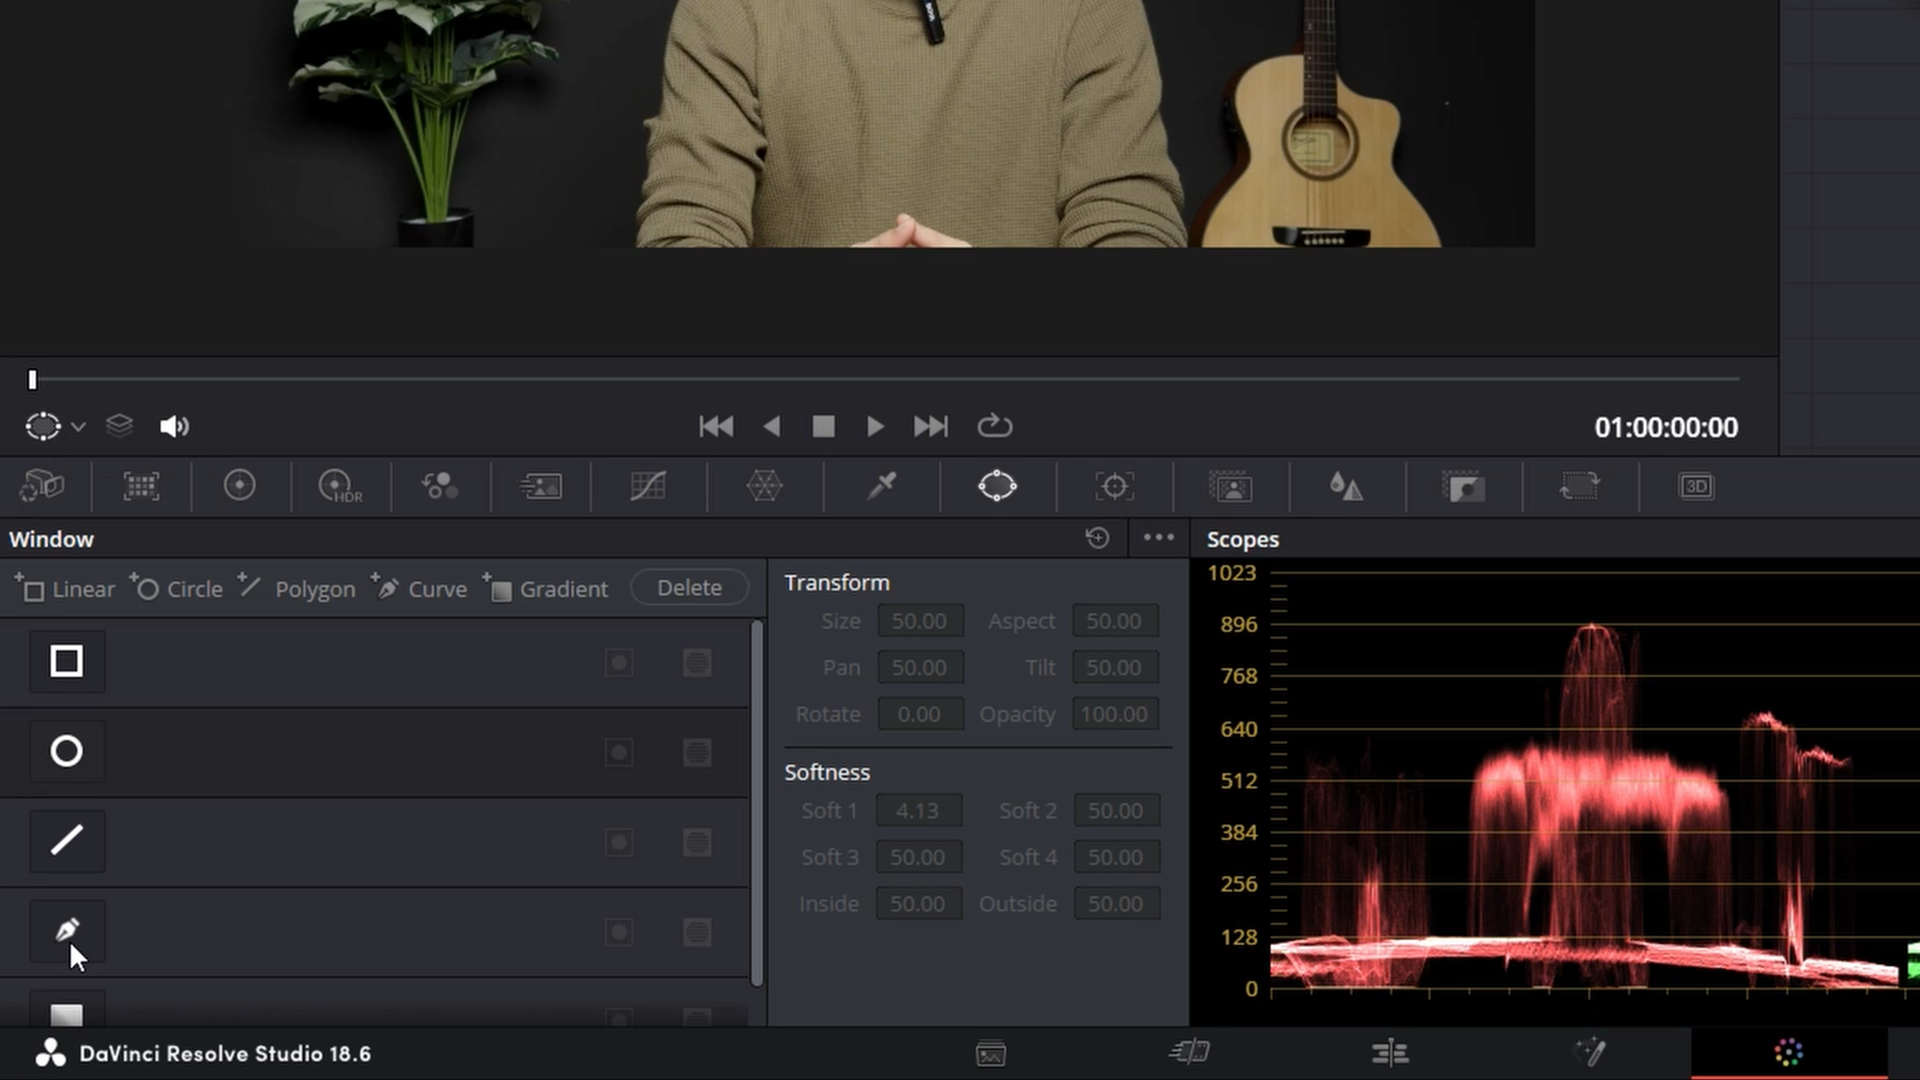 01:00:00:00
HDR
3D
Window
Scopes
Linear Circle Polygon Curve Gradient Delete
Transform
Size 50.00 Aspect 50.00
Pan 50.00 Tilt 50.00
Rotate 0.00 Opacity 100.00
Softness
Soft 1 4.13 Soft 2 50.00
Soft 3 50.00 Soft 4 50.00
Inside 50.00 Outside 50.00
1023
896
768
640
512
384
256
128
0
DaVinci Resolve Studio 18.6